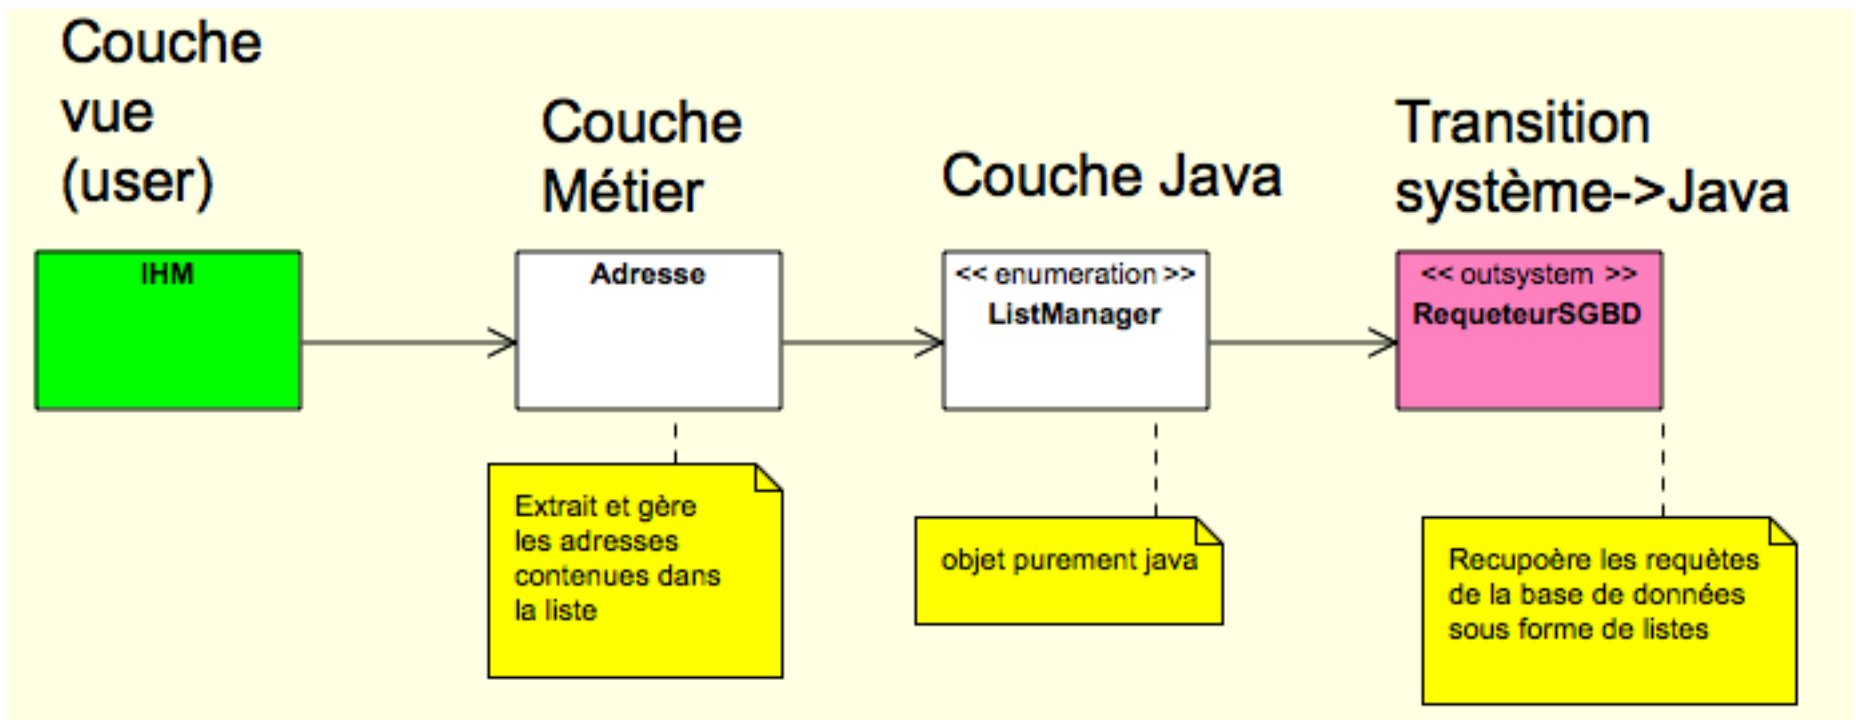 Couche
vue
(user)
Couche
Métier
Couche Java
Transition
système->Java
IHM
Adresse
<< enumeration >>
ListManager
<< outsystem >>
RequeteurSGBD
Extrait et gère
les adresses
contenues dans
la liste
objet purement java
Recupoère les requètes
de la base de données
sous forme de listes